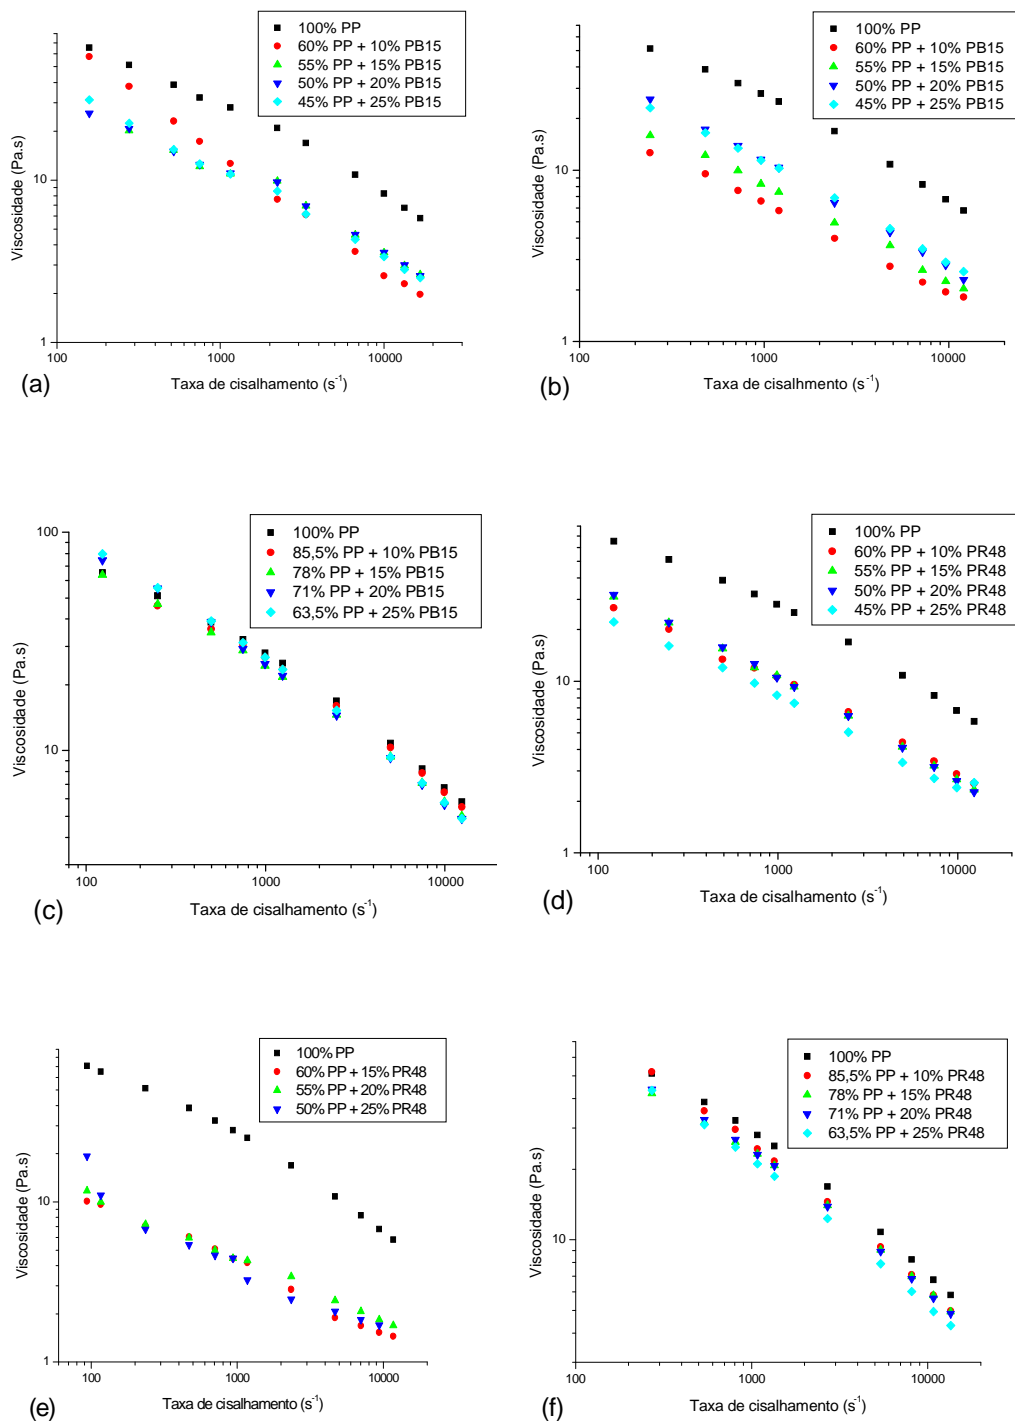 100% PP
60% PP + 10% PB15
55% PP + 15% PB15
50% PP + 20% PB15
45% PP + 25% PB15
Viscosidade (Pa.s)
10
1
100 1000 10000
Taxa de cisalhamento (s⁻¹)
(a)
100% PP
60% PP + 10% PB15
55% PP + 15% PB15
50% PP + 20% PB15
45% PP + 25% PB15
Viscosidade (Pa.s)
10
1
100 1000 10000
Taxa de cisalhmento (s⁻¹)
(b)
100% PP
85,5% PP + 10% PB15
78% PP + 15% PB15
71% PP + 20% PB15
63,5% PP + 25% PB15
Viscosidade (Pa.s)
100
10
100 1000 10000
Taxa de cisalhamento (s⁻¹)
(c)
100% PP
60% PP + 10% PR48
55% PP + 15% PR48
50% PP + 20% PR48
45% PP + 25% PR48
Viscosidade (Pa.s)
10
1
100 1000 10000
Taxa de cisalhamento (s⁻¹)
(d)
100% PP
60% PP + 15% PR48
55% PP + 20% PR48
50% PP + 25% PR48
Viscosidade (Pa.s)
10
1
100 1000 10000
Taxa de cisalhamento (s⁻¹)
(e)
100% PP
85,5% PP + 10% PR48
78% PP + 15% PR48
71% PP + 20% PR48
63,5% PP + 25% PR48
Viscosidade (Pa.s)
10
100 1000 10000
Taxa de cisalhamento (s⁻¹)
(f)